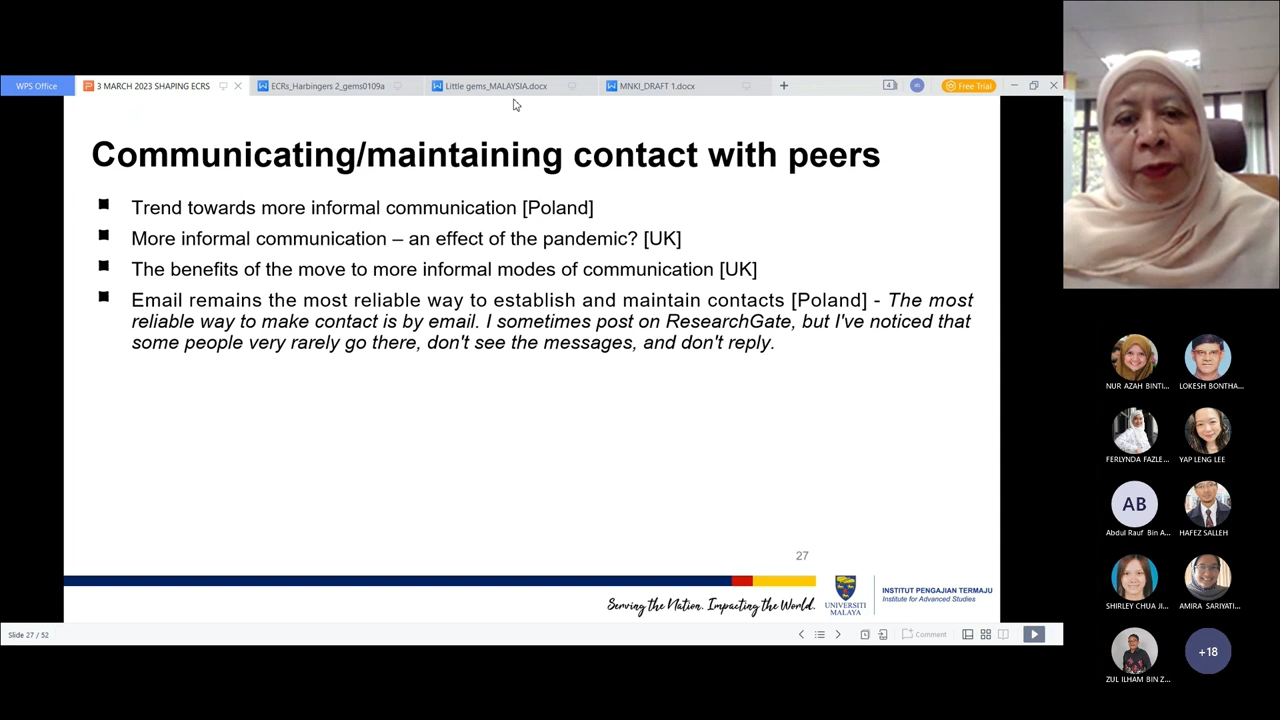 WPS Office
3 MARCH 2023 SHAPING ECRS
ECRs_Harbingers 2_gems0109a
Little gems_MALAYSIA.docx
MNKI_DRAFT 1.docx
Free Trial
Communicating/maintaining contact with peers
Trend towards more informal communication [Poland]
More informal communication – an effect of the pandemic? [UK]
The benefits of the move to more informal modes of communication [UK]
Email remains the most reliable way to establish and maintain contacts [Poland] - The most
reliable way to make contact is by email. I sometimes post on ResearchGate, but I've noticed that
some people very rarely go there, don't see the messages, and don't reply.
27
Serving the Nation. Impacting the World.
UNIVERSITI
MALAYA
INSTITUT PENGAJIAN TERMAJU
Institute for Advanced Studies
Slide 27 / 52
Comment
NUR AZAH BINTI...
LOKESH BONTHA...
FERLYNDA FAZLE...
YAP LENG LEE
AB
Abdul Rauf Bin A...
HAFEZ SALLEH
SHIRLEY CHUA JI...
AMIRA SARIYATI...
ZUL ILHAM BIN Z...
+18